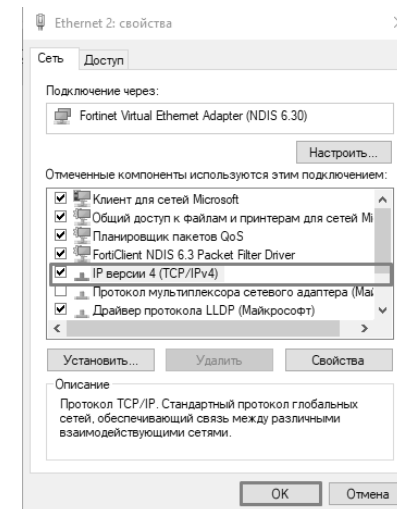 Ethernet 2: свойства
Сеть Доступ
Подключение через:
Fortinet Virtual Ethernet Adapter (NDIS 6.30)
Настроить...
Отмеченные компоненты используются этим подключением:
Клиент для сетей Microsoft
Общий доступ к файлам и принтерам для сетей Mi
Планировщик пакетов QoS
FortiClient NDIS 6.3 Packet Filter Driver
IP версии 4 (TCP/IPv4)
Протокол мультиплексора сетевого адаптера (Май
Драйвер протокола LLDP (Майкрософт)
Установить... Удалить Свойства
Описание
Протокол TCP/IP. Стандартный протокол глобальных
сетей, обеспечивающий связь между различными
взаимодействующими сетями.
OK Отмена